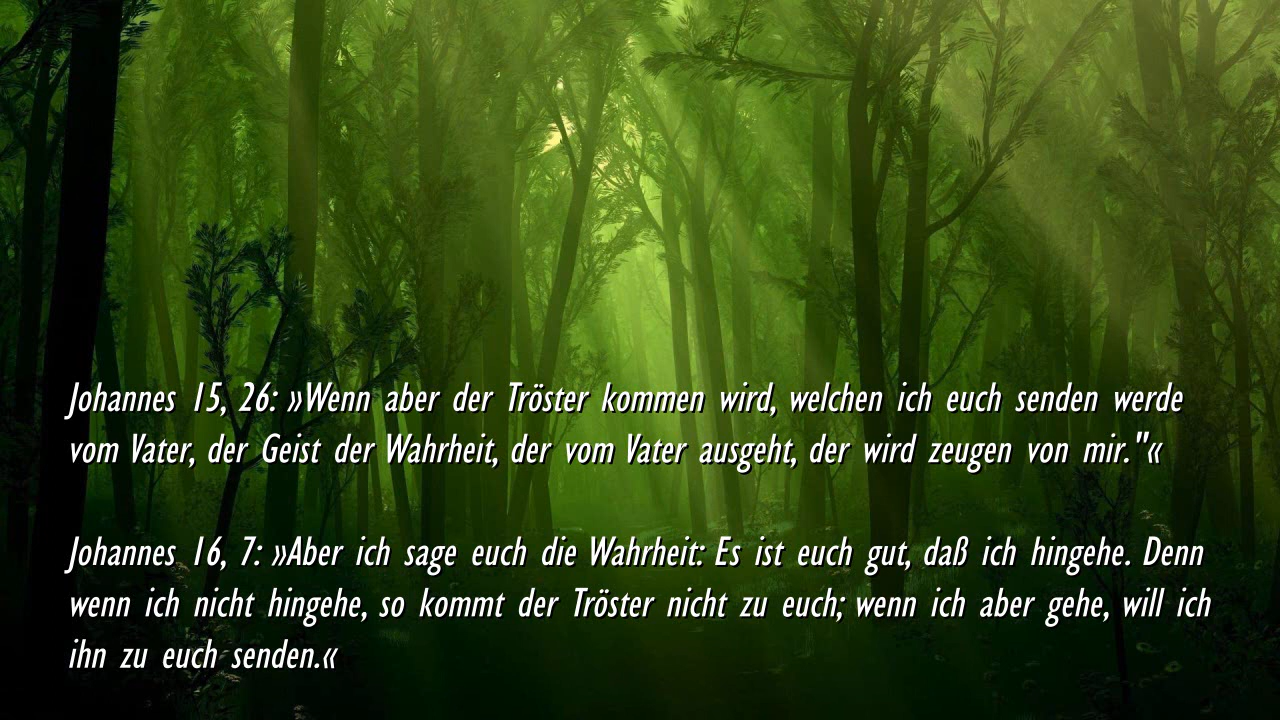 Johannes 15, 26: »Wenn aber der Tröster kommen wird, welchen ich euch senden werde
vom Vater, der Geist der Wahrheit, der vom Vater ausgeht, der wird zeugen von mir."«
Johannes 16, 7: »Aber ich sage euch die Wahrheit: Es ist euch gut, daß ich hingehe. Denn
wenn ich nicht hingehe, so kommt der Tröster nicht zu euch; wenn ich aber gehe, will ich
ihn zu euch senden.«